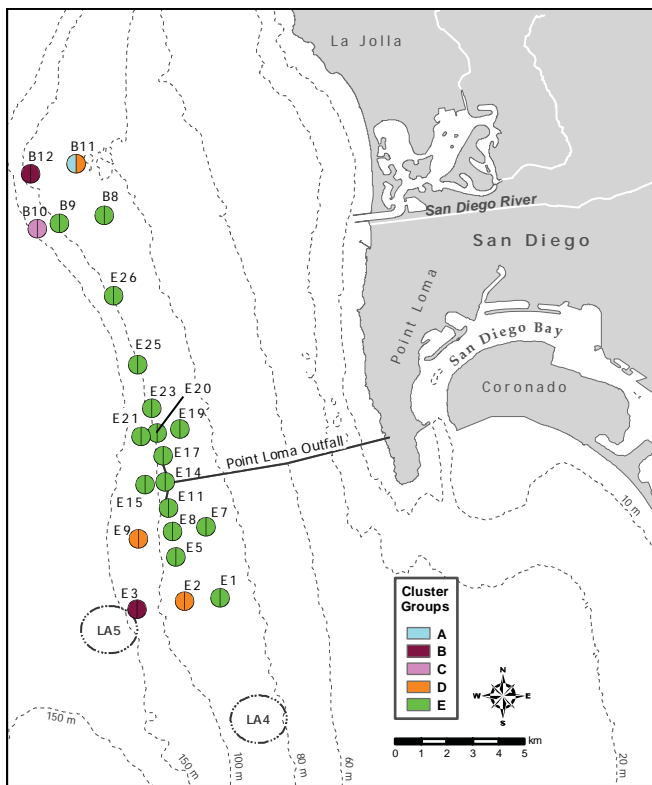 La Jolla
B12
B11
San Diego River
B10
B9
B8
San Diego
E26
Point Loma
San Diego Bay
E25
Coronado
E20
E23
E21
E19
E17
Point Loma Outfall
E14
E15
E11
10 m
E9
E8
E7
E5
E3
E2
E1
LA5
Cluster
Groups
A
B
C
D
E
N
W E
S
LA4
150 m
150 m
100 m
80 m
60 m
20 m
km
0 1 2 3 4 5